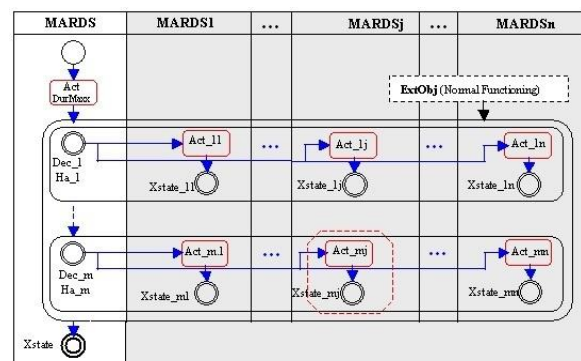 MARDS MARDS1 ... MARDSj ... MARDSn
Act
DurMaxx
ExtObj (Normal Functioning)
Act_11 ... Act_1j ... Act_1n
Dec_1
Ha_1
Xstate_11 Xstate_1j Xstate_1n
Act_m1 ... Act_mj ... Act_mn
Dec_m
Ha_m
Xstate_m1 Xstate_mj Xstate_mn
Xstate